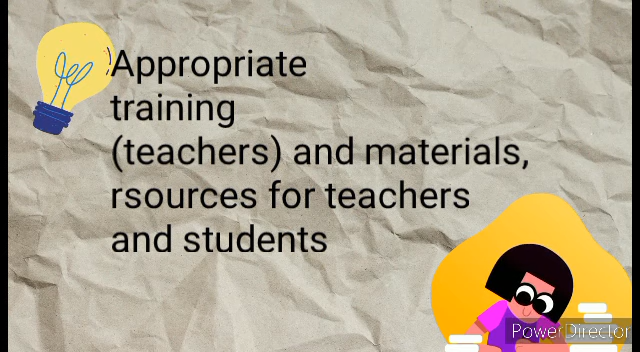 Appropriate
training
(teachers) and materials,
rsources for teachers
and students
PowerDirector